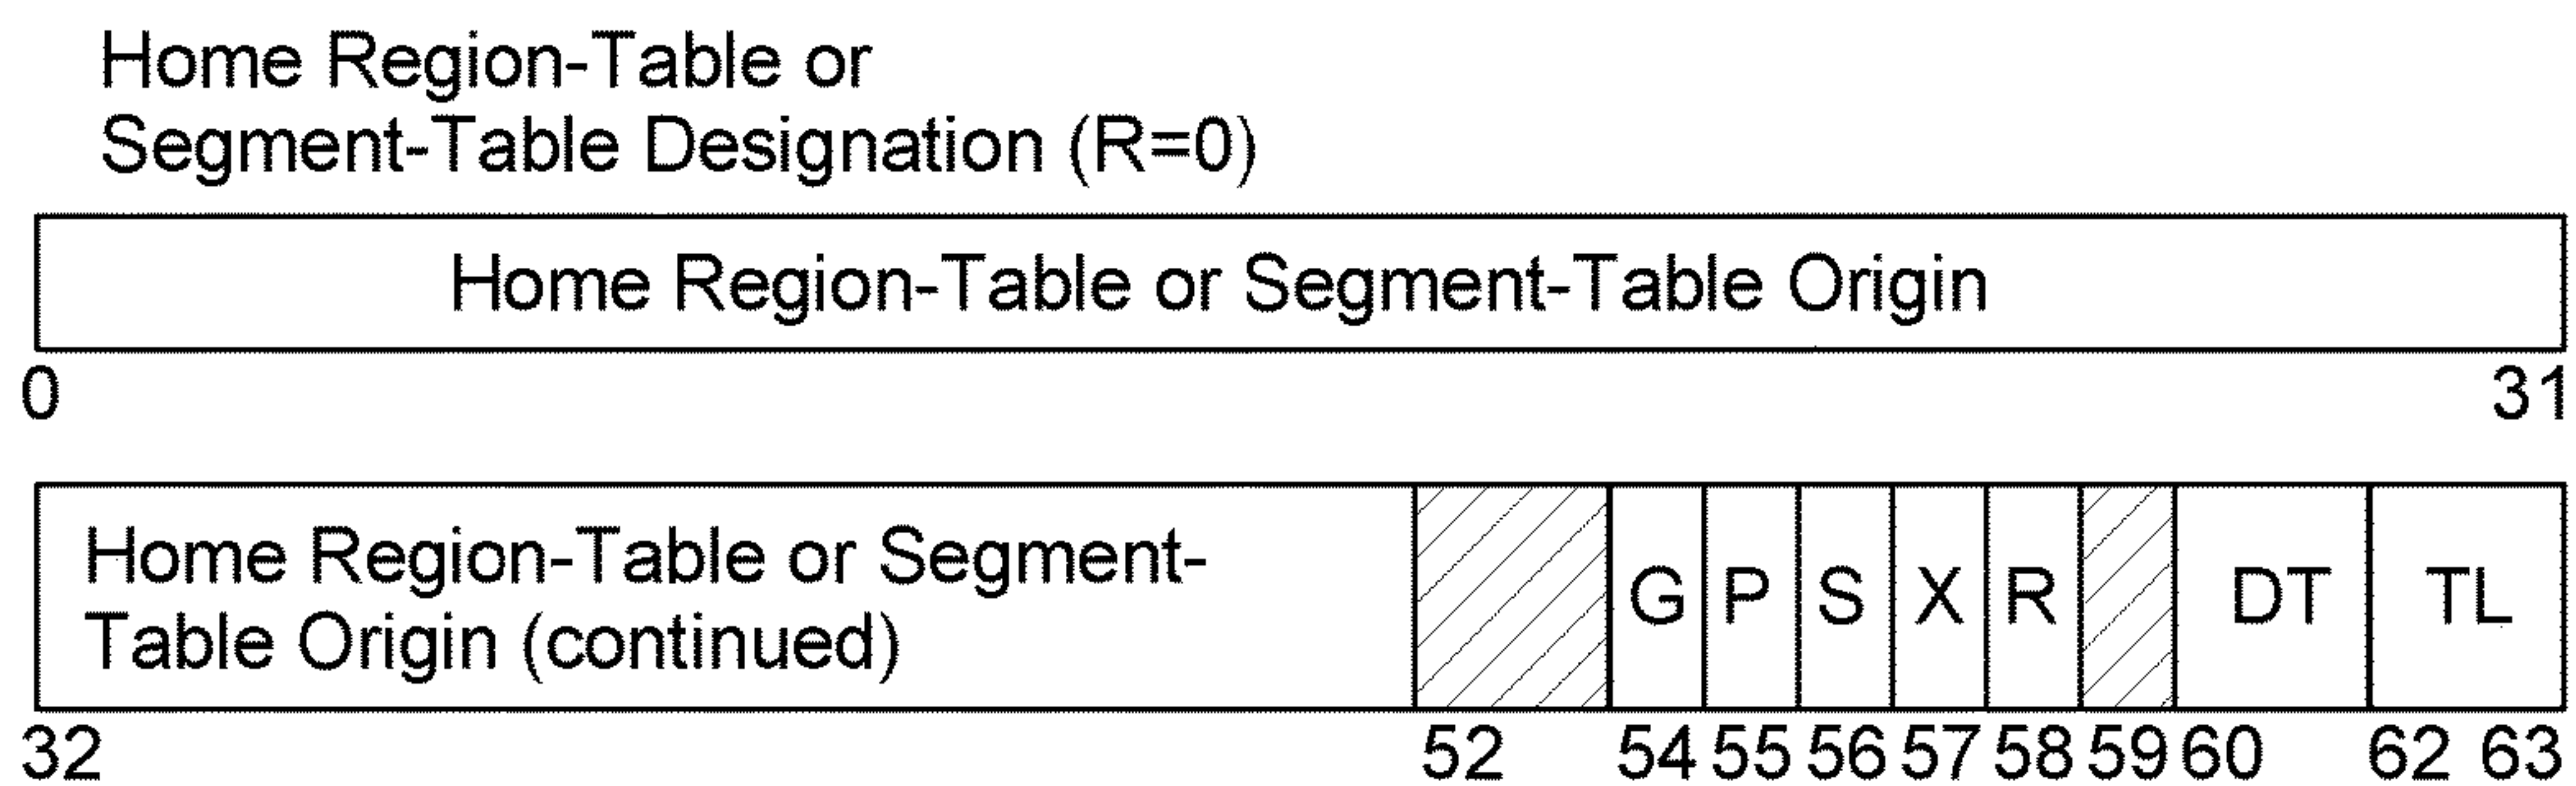 Home Region-Table or
Segment-Table Designation (R=0)
Home Region-Table or Segment-Table Origin
0 31
Home Region-Table or Segment-
Table Origin (continued)
G P S X R DT TL
32 52 54 55 56 57 58 59 60 62 63